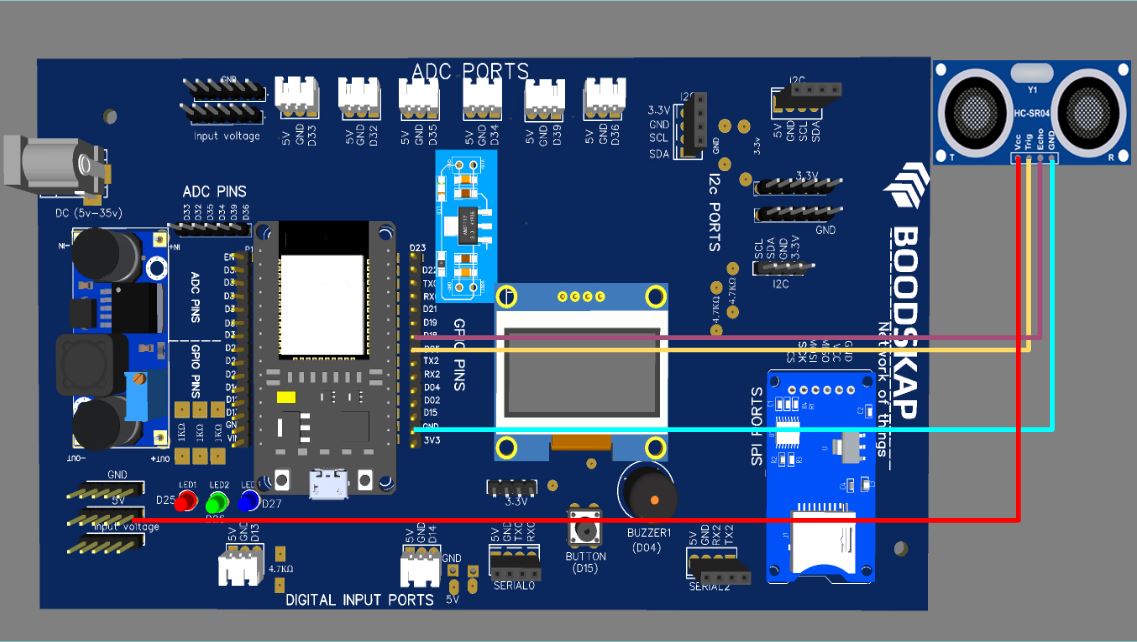 ADC PORTS
GND
Input voltage
5V
GND
D33
5V
GND
D32
5V
GND
D35
5V
GND
D34
5V
GND
D39
5V
GND
D36
I2C
3.3V
GND
SCL
SDA
GND
3.3v
I2C
5V
GND
SCL
SDA
Y1
HC-SR04
Vcc
Trig
Echo
GND
T
R
DC (5v-35v)
ADC PINS
D33
D35
D32
D34
D39
D36
I2c PORTS
3.3V
GND
SCL
SDA
GND
3.3V
I2C
4.7KΩ
4.7KΩ
BOODSKAP
Network of things
-IN
+IN
ADC PINS
GPIO PINS
EN
D23
TX0
RX0
D21
D19
TX2
RX2
D04
D02
D15
GND
3V3
GPIO PINS
1KΩ
1KΩ
1KΩ
-OUT
OUT+
SPI PORTS
GND
VCC
MISO
MOSI
SCK
CS
J1
GND
5V
Input voltage
LED1
D25
LED2
D27
5V
GND
D13
4.7KΩ
5V
GND
D14
GND
5V
DIGITAL INPUT PORTS
3.3V
5V
GND
TX0
RX0
SERIAL0
BUTTON
(D15)
BUZZER1
(D04)
5V
GND
RX2
TX2
SERIAL2